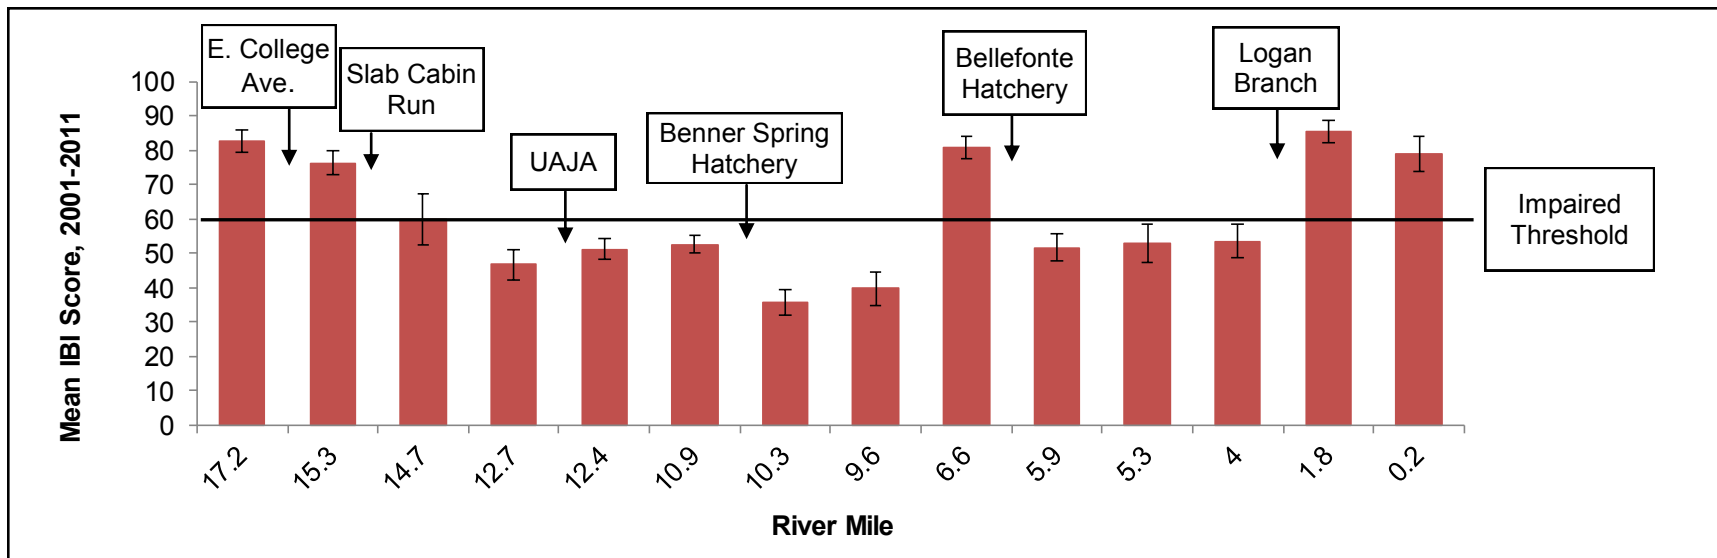 E. College
Ave.
Slab Cabin
Run
UAJA
Benner Spring
Hatchery
Bellefonte
Hatchery
Logan
Branch
Impaired
Threshold
Mean IBI Score, 2001-2011
100
90
80
70
60
50
40
30
20
10
0
17.2
15.3
14.7
12.7
12.4
10.9
10.3
9.6
6.6
5.9
5.3
4
1.8
0.2
River Mile